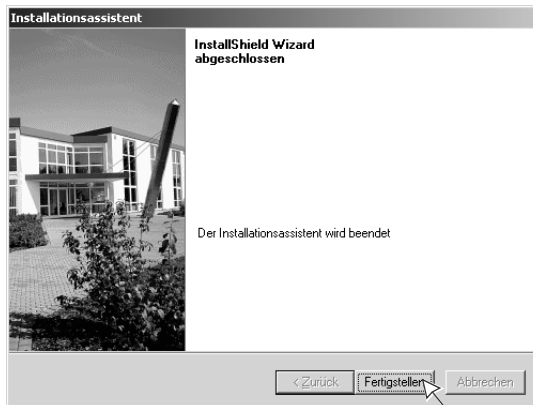 Installationsassistent
InstallShield Wizard
abgeschlossen
Der Installationsassistent wird beendet
< Zurück
Fertigstellen
Abbrechen